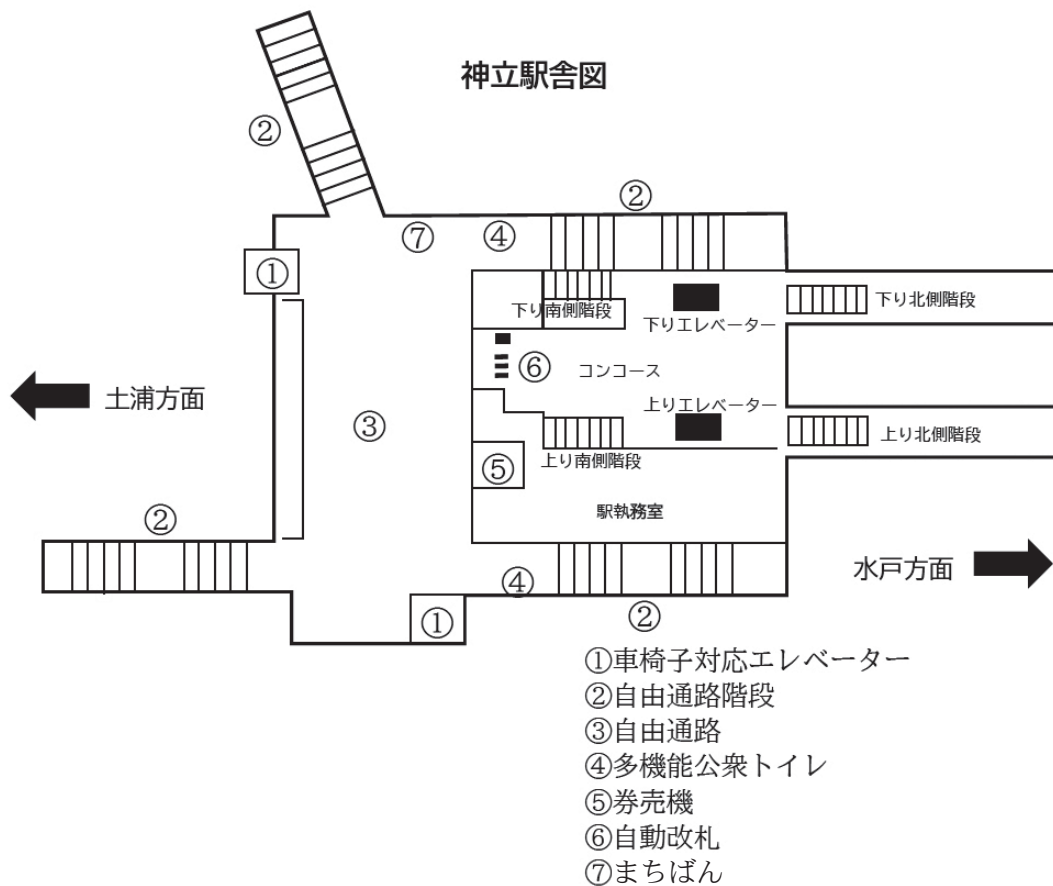 神立駅舎図
②
②
⑦
④
①
下り南側階段
下りエレベーター
下り北側階段
⑥
コンコース
土浦方面
③
上りエレベーター
上り北側階段
⑤
上り南側階段
②
駅執務室
水戸方面
④
①
②
①車椅子対応エレベーター
②自由通路階段
③自由通路
④多機能公衆トイレ
⑤券売機
⑥自動改札
⑦まちばん